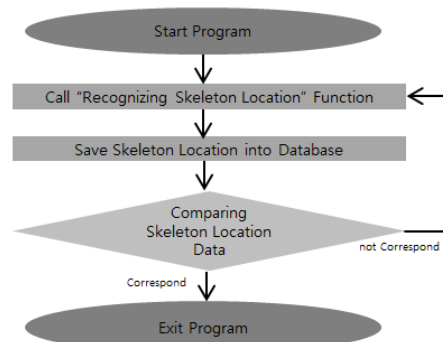 Start Program
Call "Recognizing Skeleton Location" Function
Save Skeleton Location into Database
Comparing
Skeleton Location
Data
not Correspond
Correspond
Exit Program